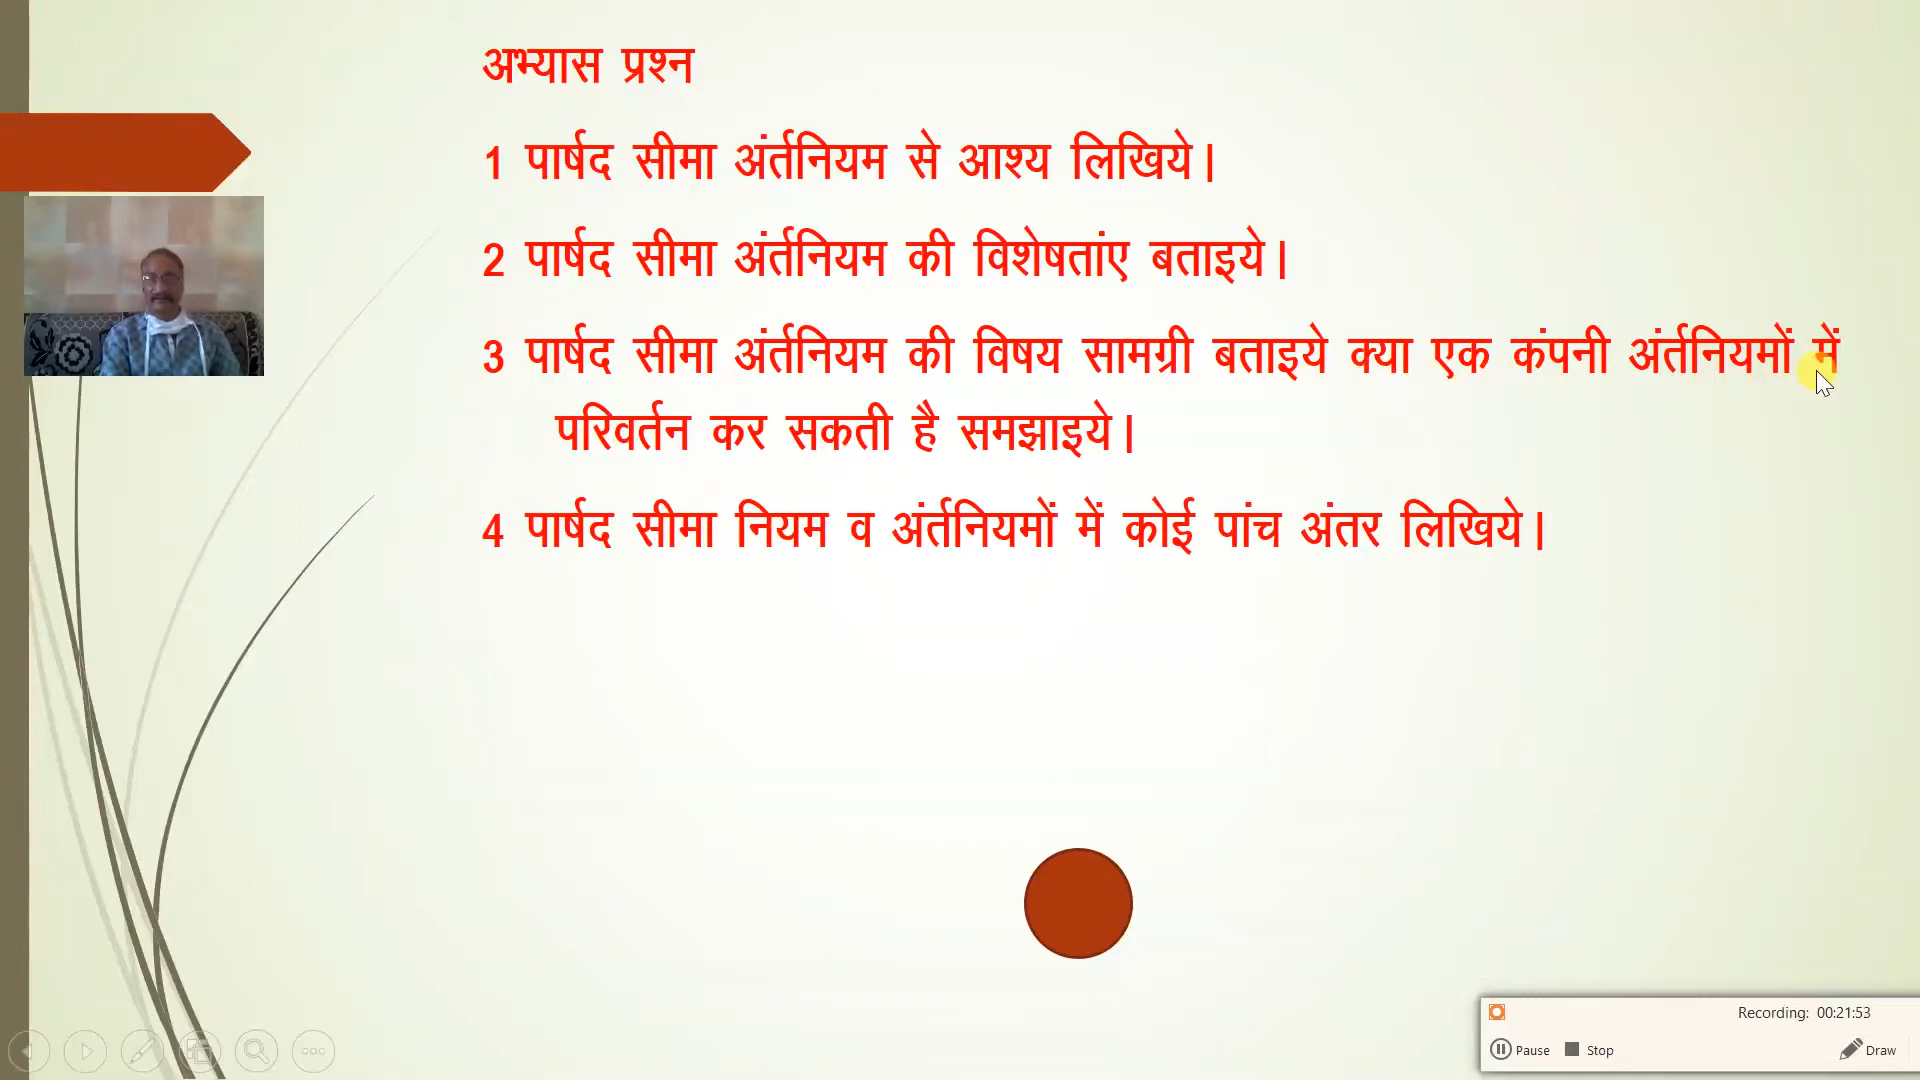 अभ्यास प्रश्न
1 पार्षद सीमा अंर्तनियम से आश्य लिखिये।
2 पार्षद सीमा अंर्तनियम की विशेषतांए बताइये।
3 पार्षद सीमा अंर्तनियम की विषय सामग्री बताइये क्या एक कंपनी अंर्तनियमों में
परिवर्तन कर सकती है समझाइये।
4 पार्षद सीमा नियम व अंर्तनियमों में कोई पांच अंतर लिखिये।
Recording: 00:21:53
Pause Stop Draw